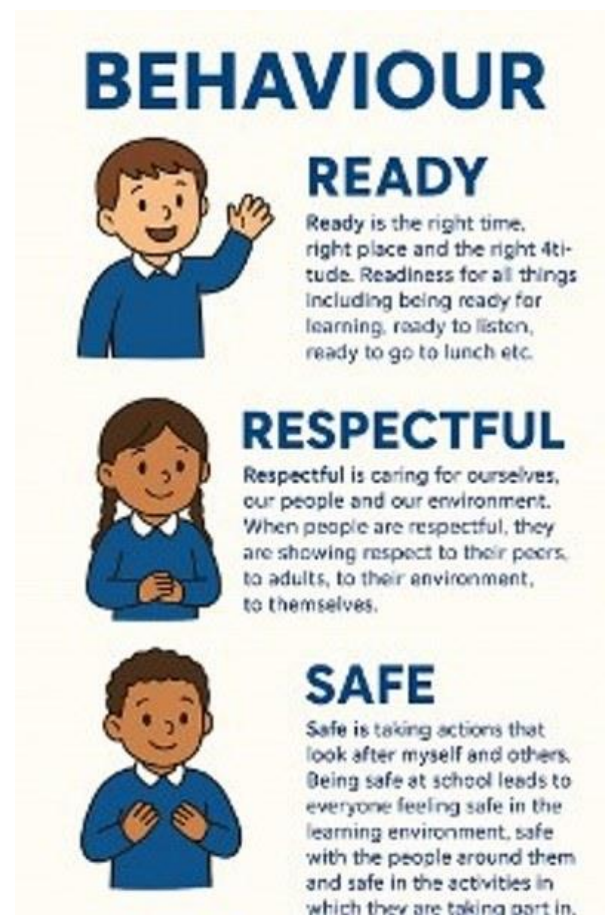 BEHAVIOUR
READY
Ready is the right time,
right place and the right 4ti-
tude. Readiness for all things
including being ready for
learning, ready to listen,
ready to go to lunch etc.
RESPECTFUL
Respectful is caring for ourselves,
our people and our environment.
When people are respectful, they
are showing respect to their peers,
to adults, to their environment,
to themselves.
SAFE
Safe is taking actions that
look after myself and others.
Being safe at school leads to
everyone feeling safe in the
learning environment, safe
with the people around them
and safe in the activities in
which they are taking part in.